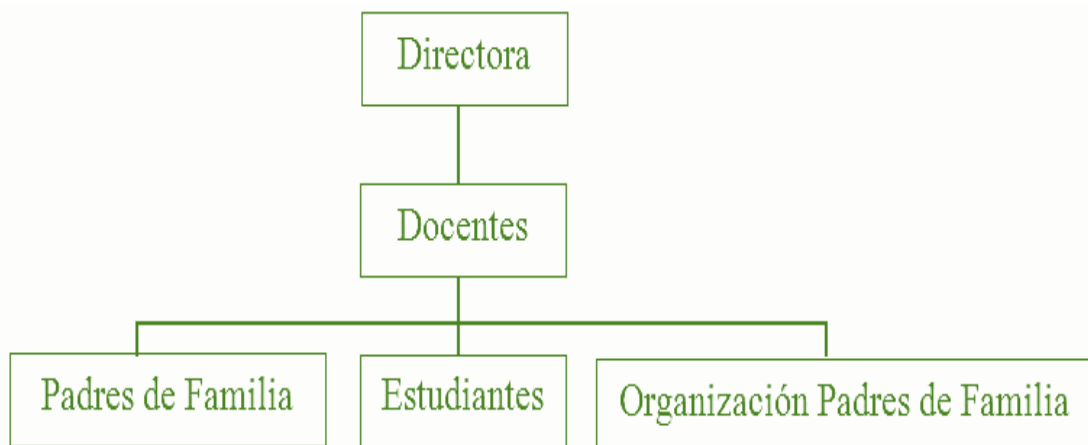 Directora
Docentes
Padres de Familia
Estudiantes
Organización Padres de Familia